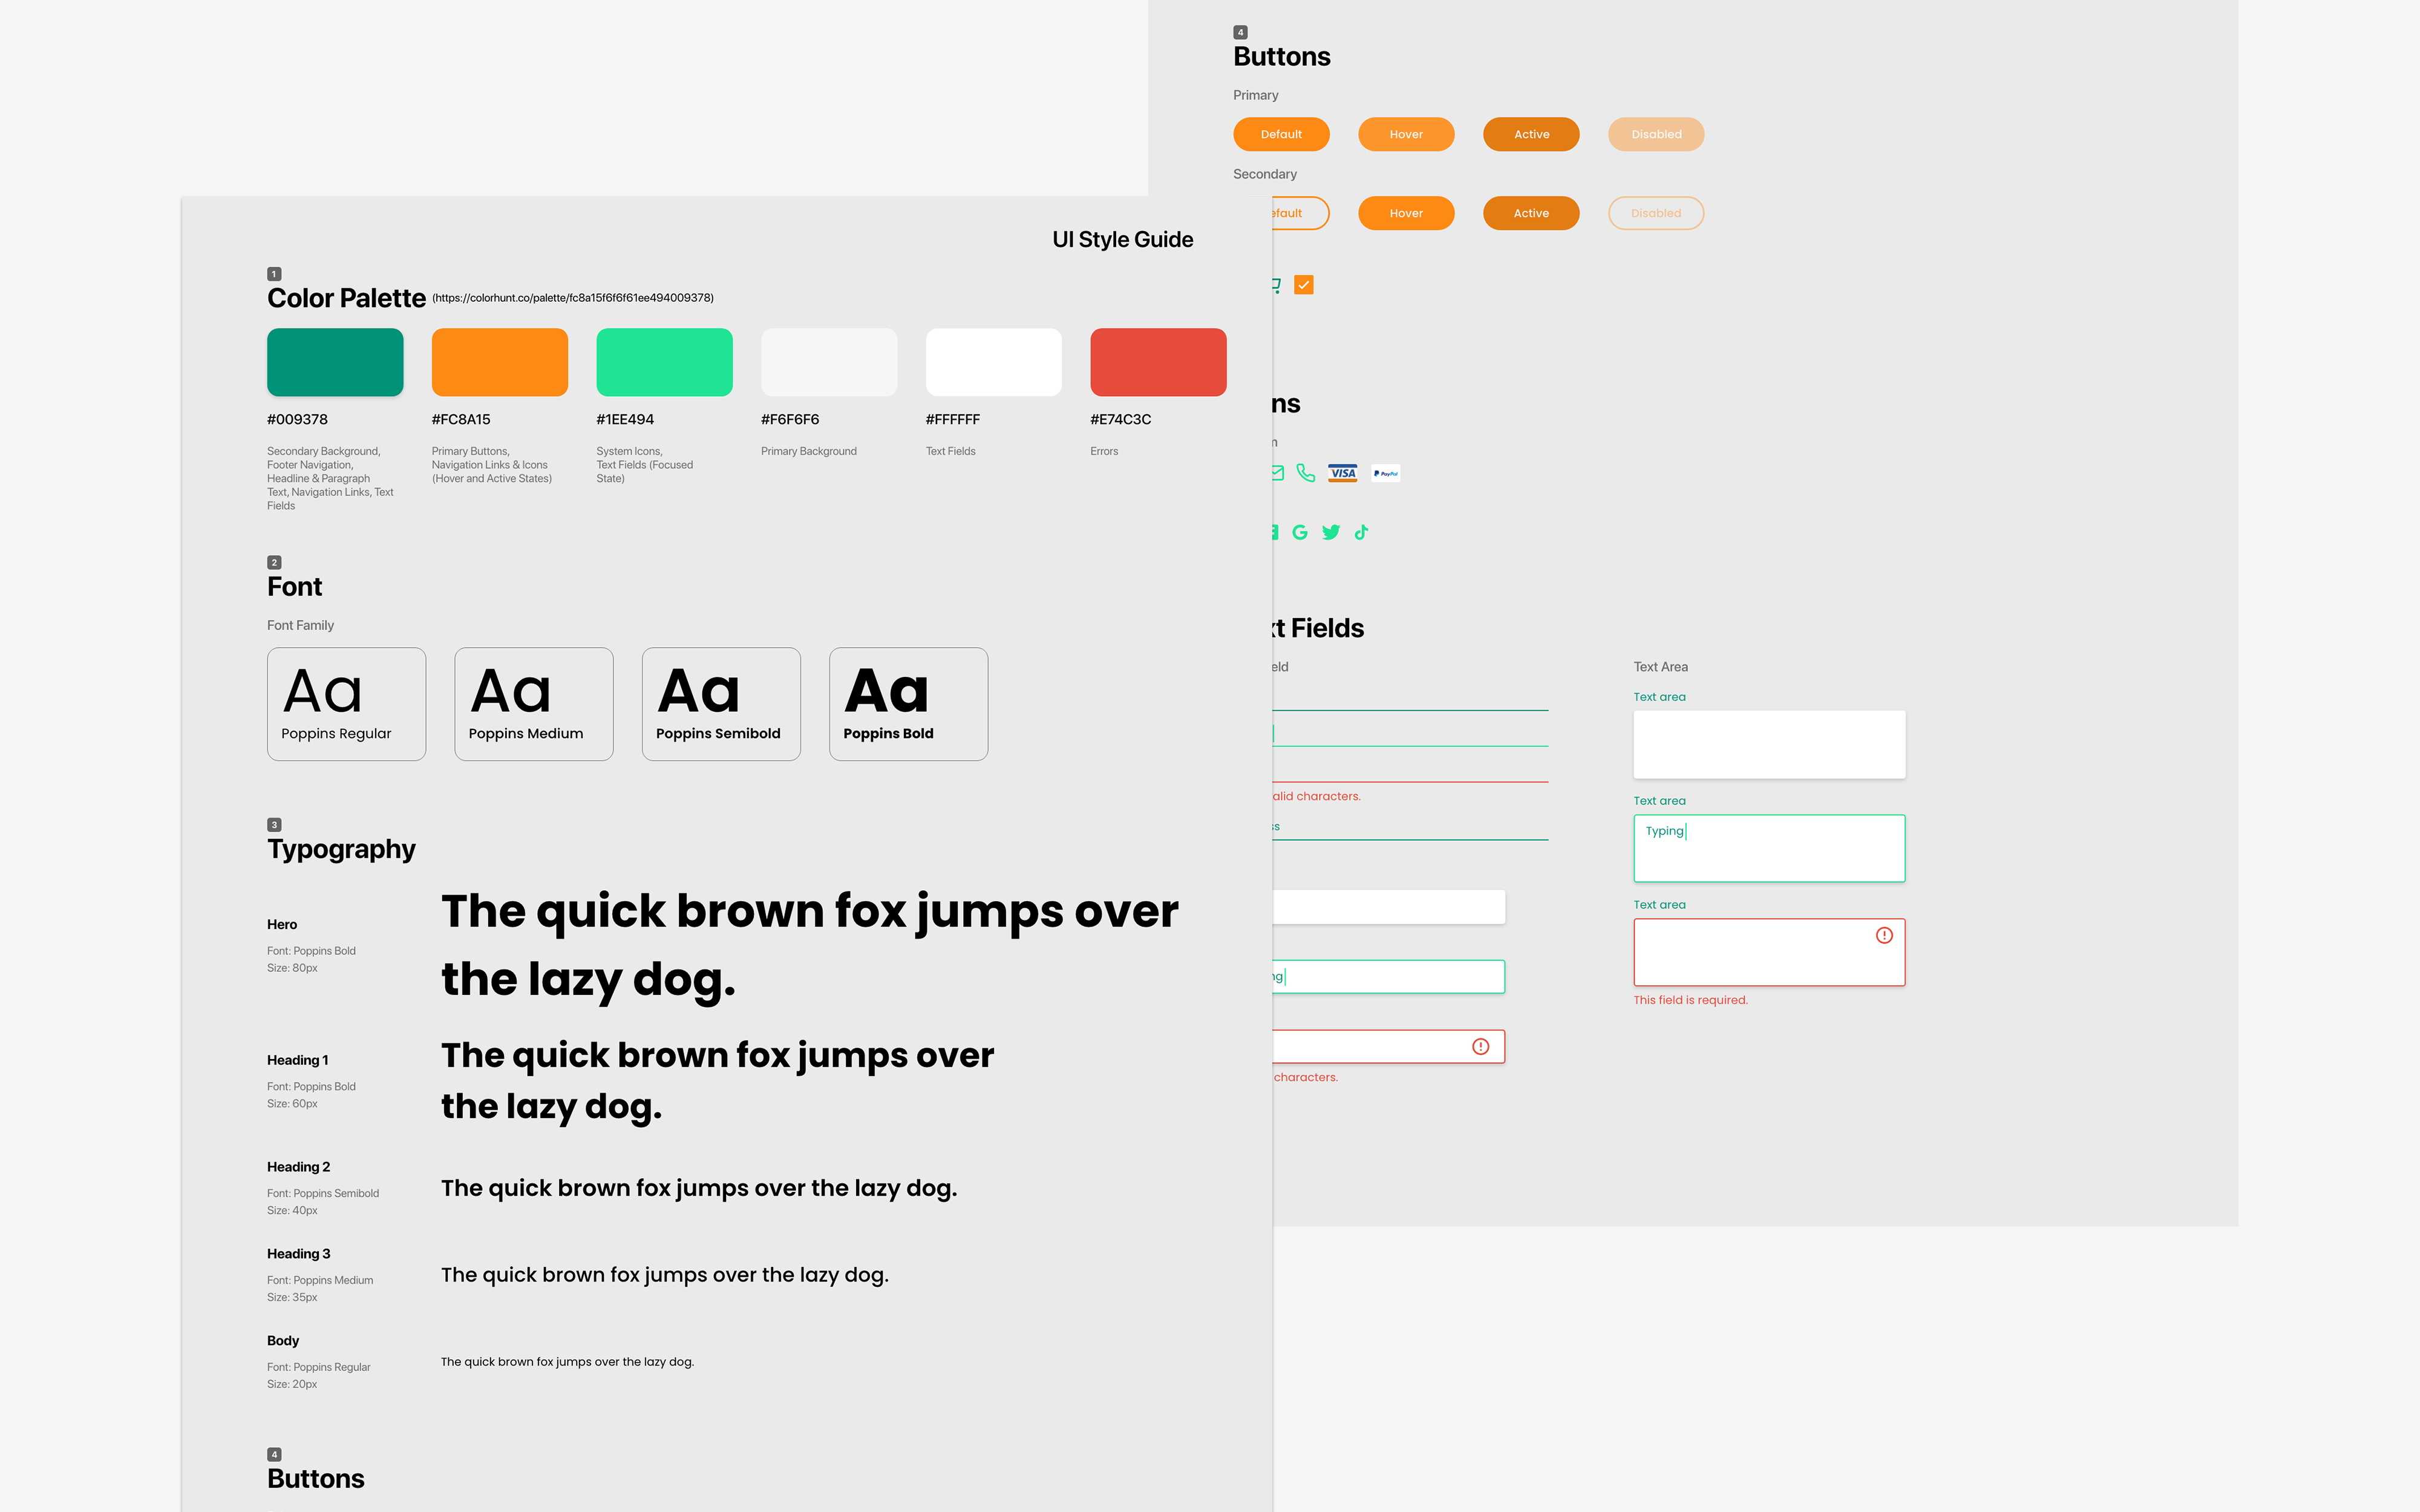 UI Style Guide
1
Color Palette (https://colorhunt.co/palette/fc8a15f6f6f61ee494009378)
#009378
Secondary Background,
Footer Navigation,
Headline & Paragraph
Text, Navigation Links, Text
Fields
#FC8A15
Primary Buttons,
Navigation Links & Icons
(Hover and Active States)
#1EE494
System Icons,
Text Fields (Focused
State)
#F6F6F6
Primary Background
#FFFFFF
Text Fields
#E74C3C
Errors
2
Font
Font Family
Aa
Poppins Regular
Aa
Poppins Medium
Aa
Poppins Semibold
Aa
Poppins Bold
3
Typography
Hero
Font: Poppins Bold
Size: 80px
The quick brown fox jumps over
the lazy dog.
Heading 1
Font: Poppins Bold
Size: 60px
The quick brown fox jumps over
the lazy dog.
Heading 2
Font: Poppins Semibold
Size: 40px
The quick brown fox jumps over the lazy dog.
Heading 3
Font: Poppins Medium
Size: 35px
The quick brown fox jumps over the lazy dog.
Body
Font: Poppins Regular
Size: 20px
The quick brown fox jumps over the lazy dog.
4
Buttons
4
Buttons
Primary
Default Hover Active Disabled
Secondary
Hover Active Disabled
VISA PayPal
Fields
characters.
characters.
Text Area
Text area
Text area
Typing
Text area
This field is required.